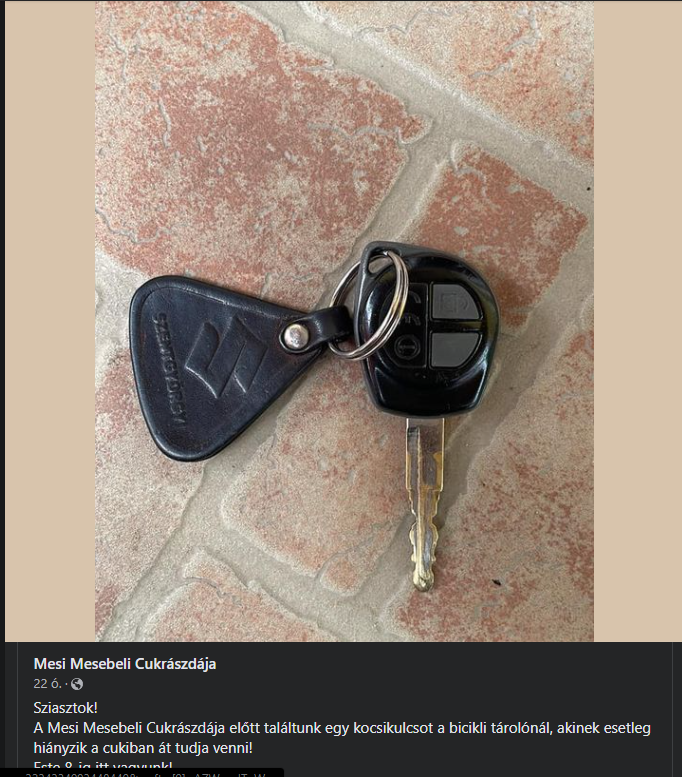 SZENTGYÖRGY
Mesi Mesebeli Cukrászdája
22 ó.
Sziasztok!
A Mesi Mesebeli Cukrászdája előtt találtunk egy kocsikulcsot a bicikli tárolónál, akinek esetleg
hiányzik a cukiban át tudja venni!
Este 8-ig itt vagyunk!